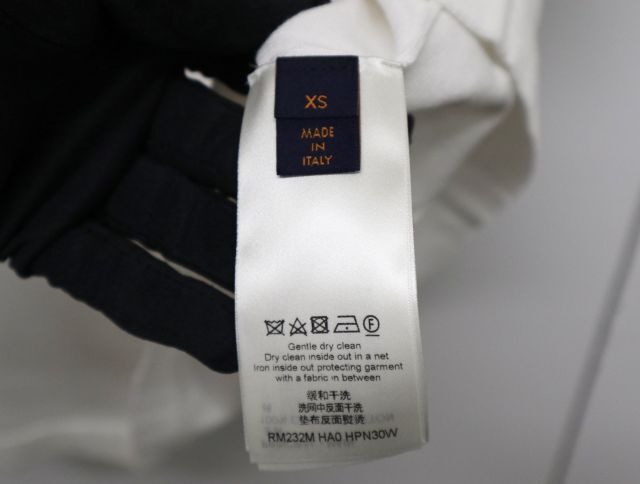 XS
MADE
IN
ITALY
Gentle dry clean
Dry clean inside out in a net
Iron inside out protecting garment
with a fabric in between
缓和干洗
洗网中反面干洗
垫布反面熨烫
RM232M HA0 HPN30W